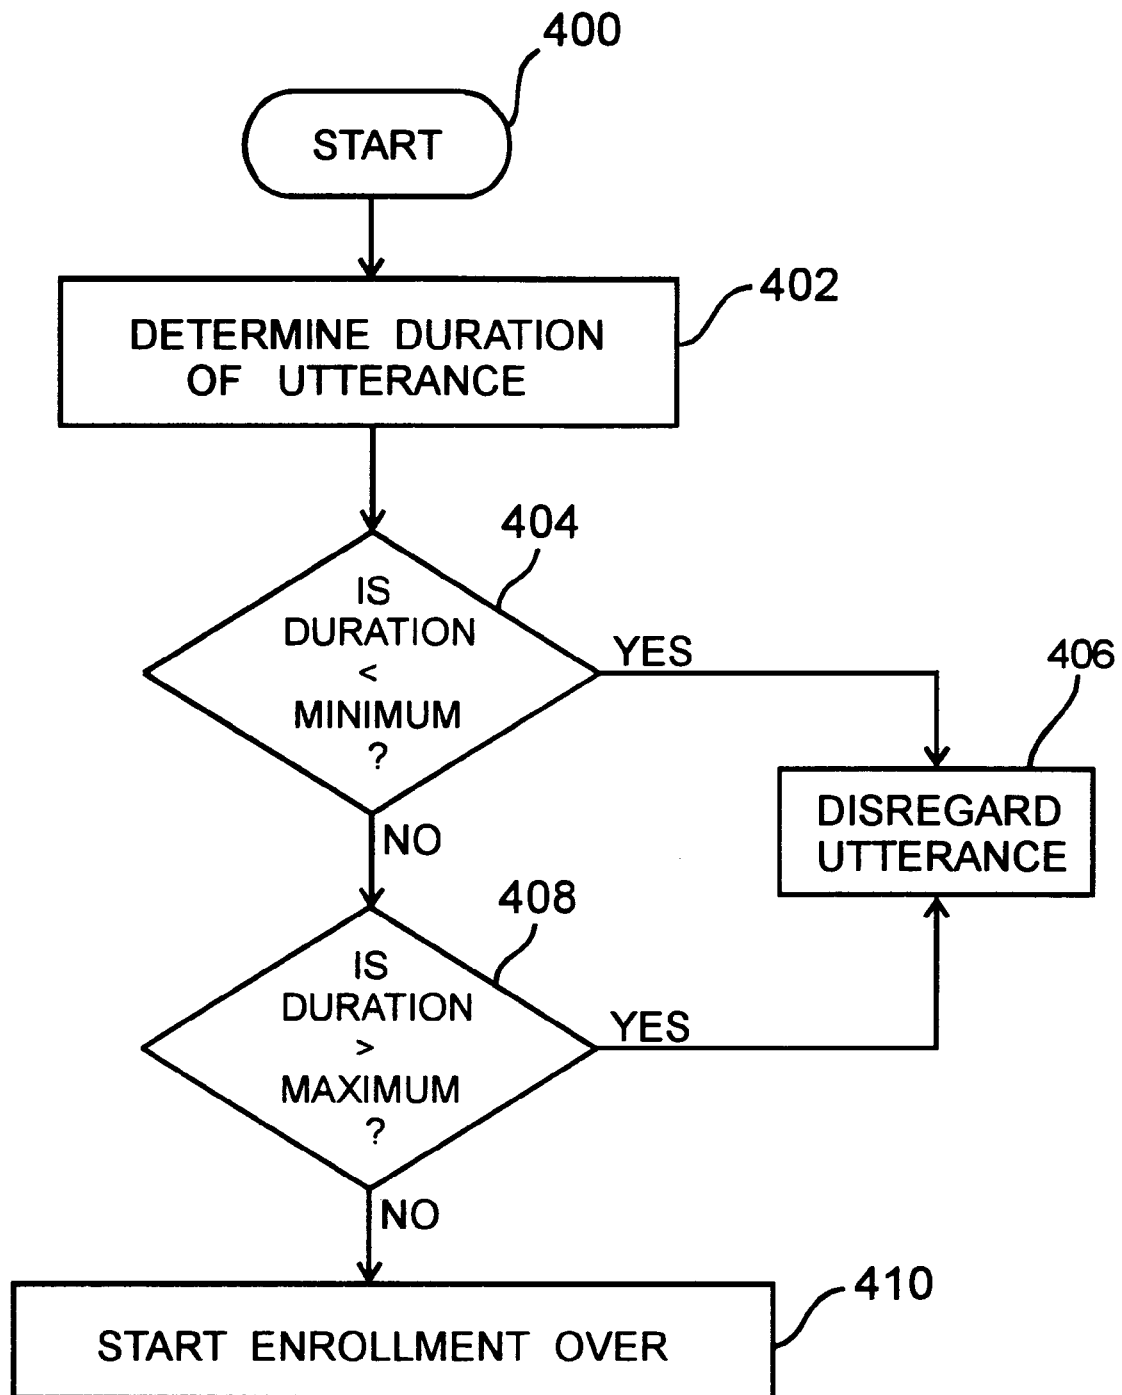 400
START
402
DETERMINE DURATION
OF UTTERANCE
404
IS
DURATION
<
MINIMUM
?
YES
406
DISREGARD
UTTERANCE
NO
408
IS
DURATION
>
MAXIMUM
?
YES
NO
410
START ENROLLMENT OVER